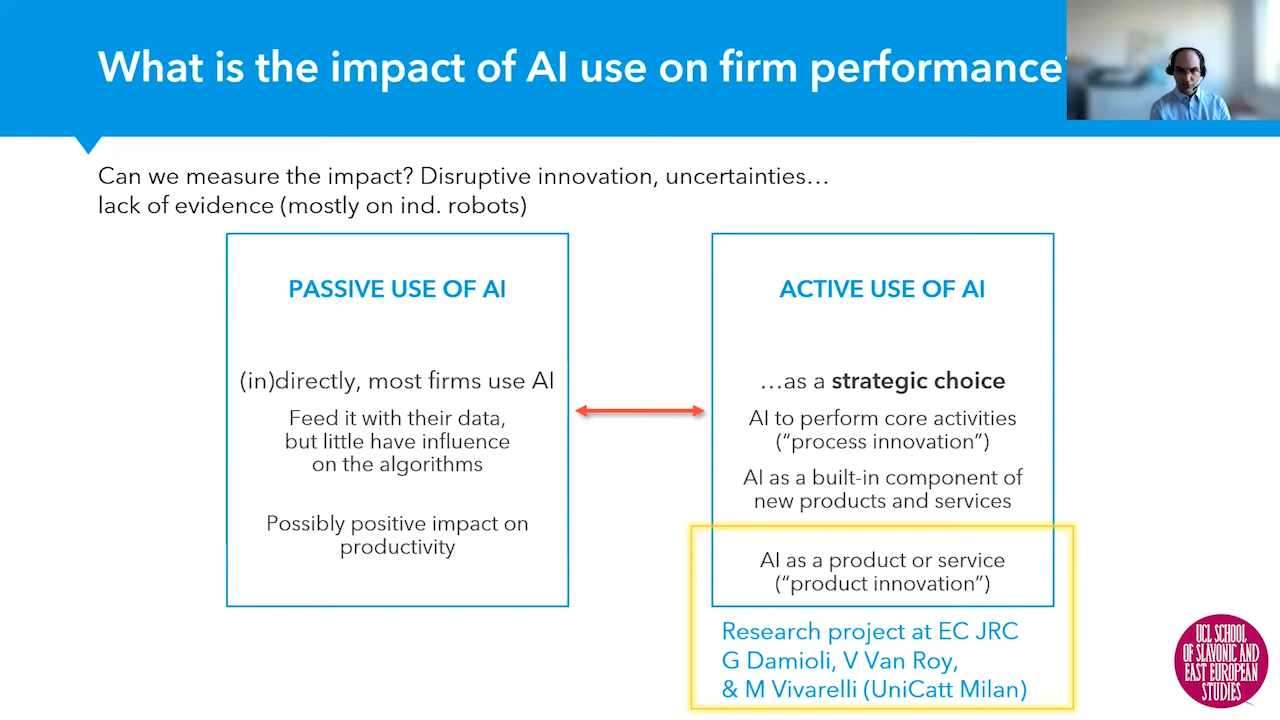 What is the impact of AI use on firm performance?
Can we measure the impact? Disruptive innovation, uncertainties…
lack of evidence (mostly on ind. robots)
PASSIVE USE OF AI
(in)directly, most firms use AI
Feed it with their data,
but little have influence
on the algorithms
Possibly positive impact on
productivity
ACTIVE USE OF AI
…as a strategic choice
AI to perform core activities
(“process innovation”)
AI as a built-in component of
new products and services
AI as a product or service
(“product innovation”)
Research project at EC JRC
G Damioli, V Van Roy,
& M Vivarelli (UniCatt Milan)
UCL SCHOOL
OF SLAVONIC AND
EAST EUROPEAN
STUDIES